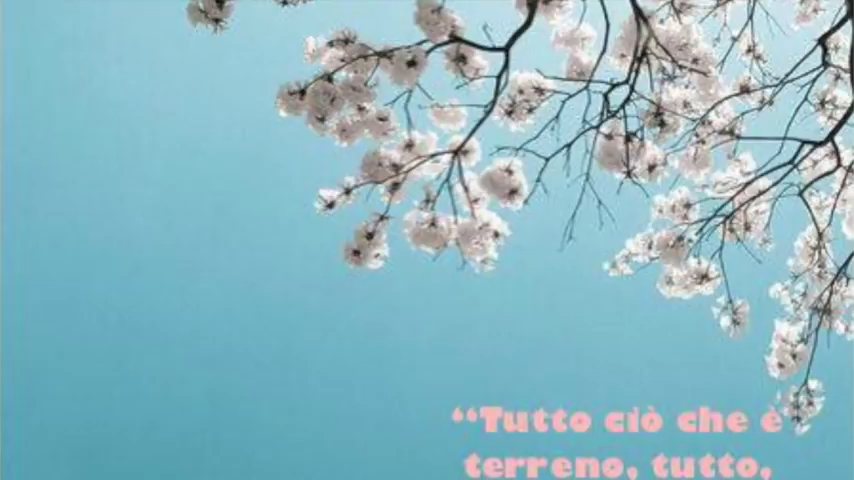 “Tutto ciò che è
terreno, tutto,